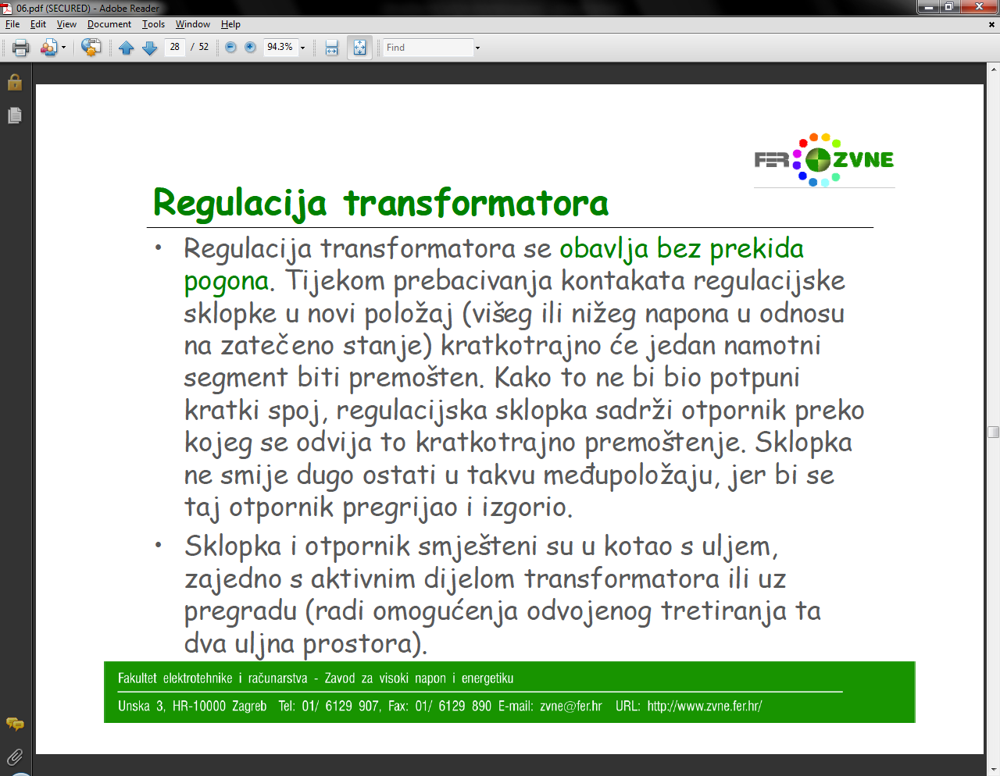 06.pdf (SECURED) - Adobe Reader
File Edit View Document Tools Window Help
28 / 52 94.3% Find
FER ZVNE
Regulacija transformatora
• Regulacija transformatora se obavlja bez prekida
pogona. Tijekom prebacivanja kontakata regulacijske
sklopke u novi položaj (višeg ili nižeg napona u odnosu
na zatečeno stanje) kratkotrajno će jedan namotni
segment biti premošten. Kako to ne bi bio potpuni
kratki spoj, regulacijska sklopka sadrži otpornik preko
kojeg se odvija to kratkotrajno premoštenje. Sklopka
ne smije dugo ostati u takvu međupoložaju, jer bi se
taj otpornik pregrijao i izgorio.
• Sklopka i otpornik smješteni su u kotao s uljem,
zajedno s aktivnim dijelom transformatora ili uz
pregradu (radi omogućenja odvojenog tretiranja ta
dva uljna prostora).
Fakultet elektrotehnike i računarstva - Zavod za visoki napon i energetiku
Unska 3, HR-10000 Zagreb Tel: 01/ 6129 907, Fax: 01/ 6129 890 E-mail: zvne@fer.hr URL: http://www.zvne.fer.hr/